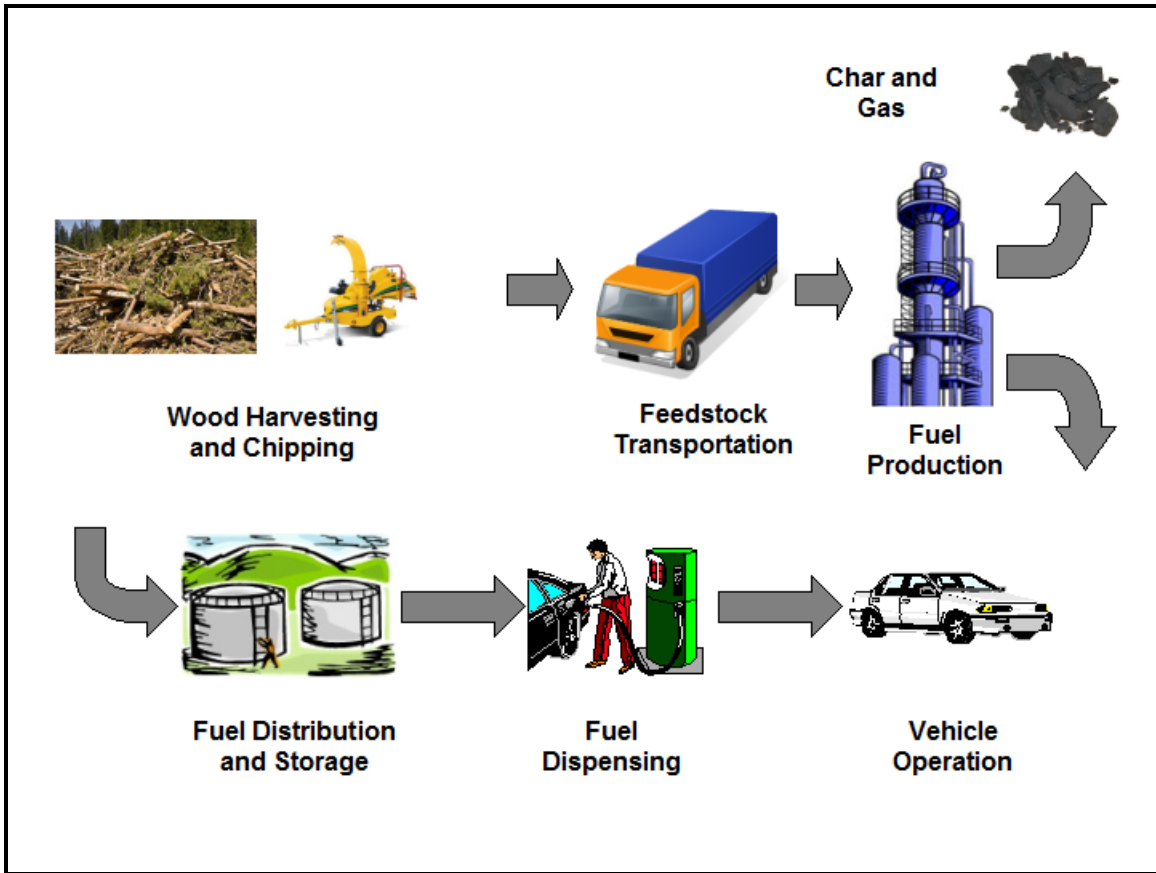 Char and
Gas
Wood Harvesting
and Chipping
Feedstock
Transportation
Fuel
Production
Fuel Distribution
and Storage
Fuel
Dispensing
Vehicle
Operation